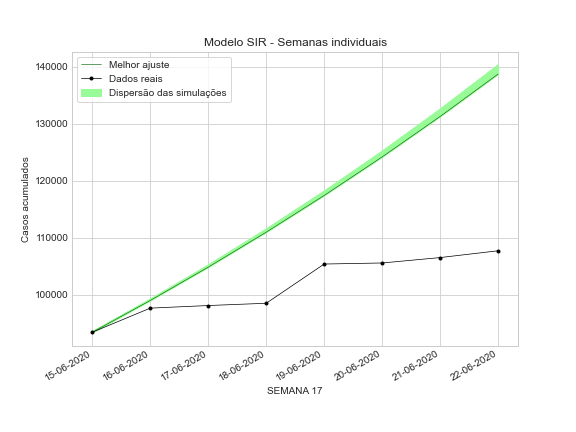 Modelo SIR - Semanas individuais
Melhor ajuste
Dados reais
Dispersão das simulações
Casos acumulados
140000
130000
120000
110000
100000
15-06-2020
16-06-2020
17-06-2020
18-06-2020
19-06-2020
20-06-2020
21-06-2020
22-06-2020
SEMANA 17